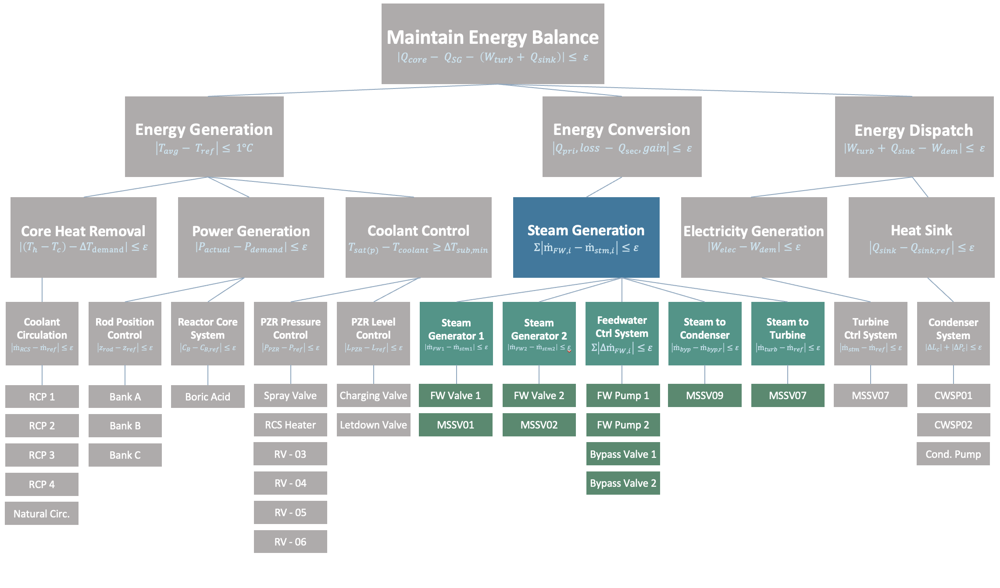 Maintain Energy Balance
|Q_core − Q_SG − (W_turb + Q_sink)| ≤ ε
Energy Generation
|T_avg − T_ref| ≤ 1°C
Energy Conversion
|Q_pri, loss − Q_sec, gain| ≤ ε
Energy Dispatch
|W_turb + Q_sink − W_dem| ≤ ε
Core Heat Removal
|(T_h − T_c) − ΔT_demand| ≤ ε
Power Generation
|P_actual − P_demand| ≤ ε
Coolant Control
T_sat(p) − T_coolant ≥ ΔT_sub,min
Steam Generation
Σ|ṁ_FW,i − ṁ_stm,i| ≤ ε
Electricity Generation
|W_elec − W_dem| ≤ ε
Heat Sink
|Q_sink − Q_sink,ref| ≤ ε
Coolant
Circulation
|ṁ_RCS − ṁ_ref| ≤ ε
Rod Position
Control
|z_rod − z_ref| ≤ ε
Reactor Core
System
|C_B − C_B,ref| ≤ ε
PZR Pressure
Control
|P_PZR − P_ref| ≤ ε
PZR Level
Control
|L_PZR − L_ref| ≤ ε
Steam
Generator 1
|ṁ_FW1 − ṁ_stm1| ≤ ε
Steam
Generator 2
|ṁ_FW2 − ṁ_stm2| ≤ ε
Feedwater
Ctrl System
Σ|Δṁ_FW,i| ≤ ε
Steam to
Condenser
|ṁ_byp − ṁ_byp,r| ≤ ε
Steam to
Turbine
|ṁ_turb − ṁ_ref| ≤ ε
Turbine
Ctrl System
|ṁ_stm − ṁ_ref| ≤ ε
Condenser
System
|ΔL_c| + |ΔP_c| ≤ ε
RCP 1
RCP 2
RCP 3
RCP 4
Natural Circ.
Bank A
Bank B
Bank C
Boric Acid
Spray Valve
RCS Heater
RV - 03
RV - 04
RV - 05
RV - 06
Charging Valve
Letdown Valve
FW Valve 1
MSSV01
FW Valve 2
MSSV02
FW Pump 1
FW Pump 2
Bypass Valve 1
Bypass Valve 2
MSSV09
MSSV07
MSSV07
CWSP01
CWSP02
Cond. Pump